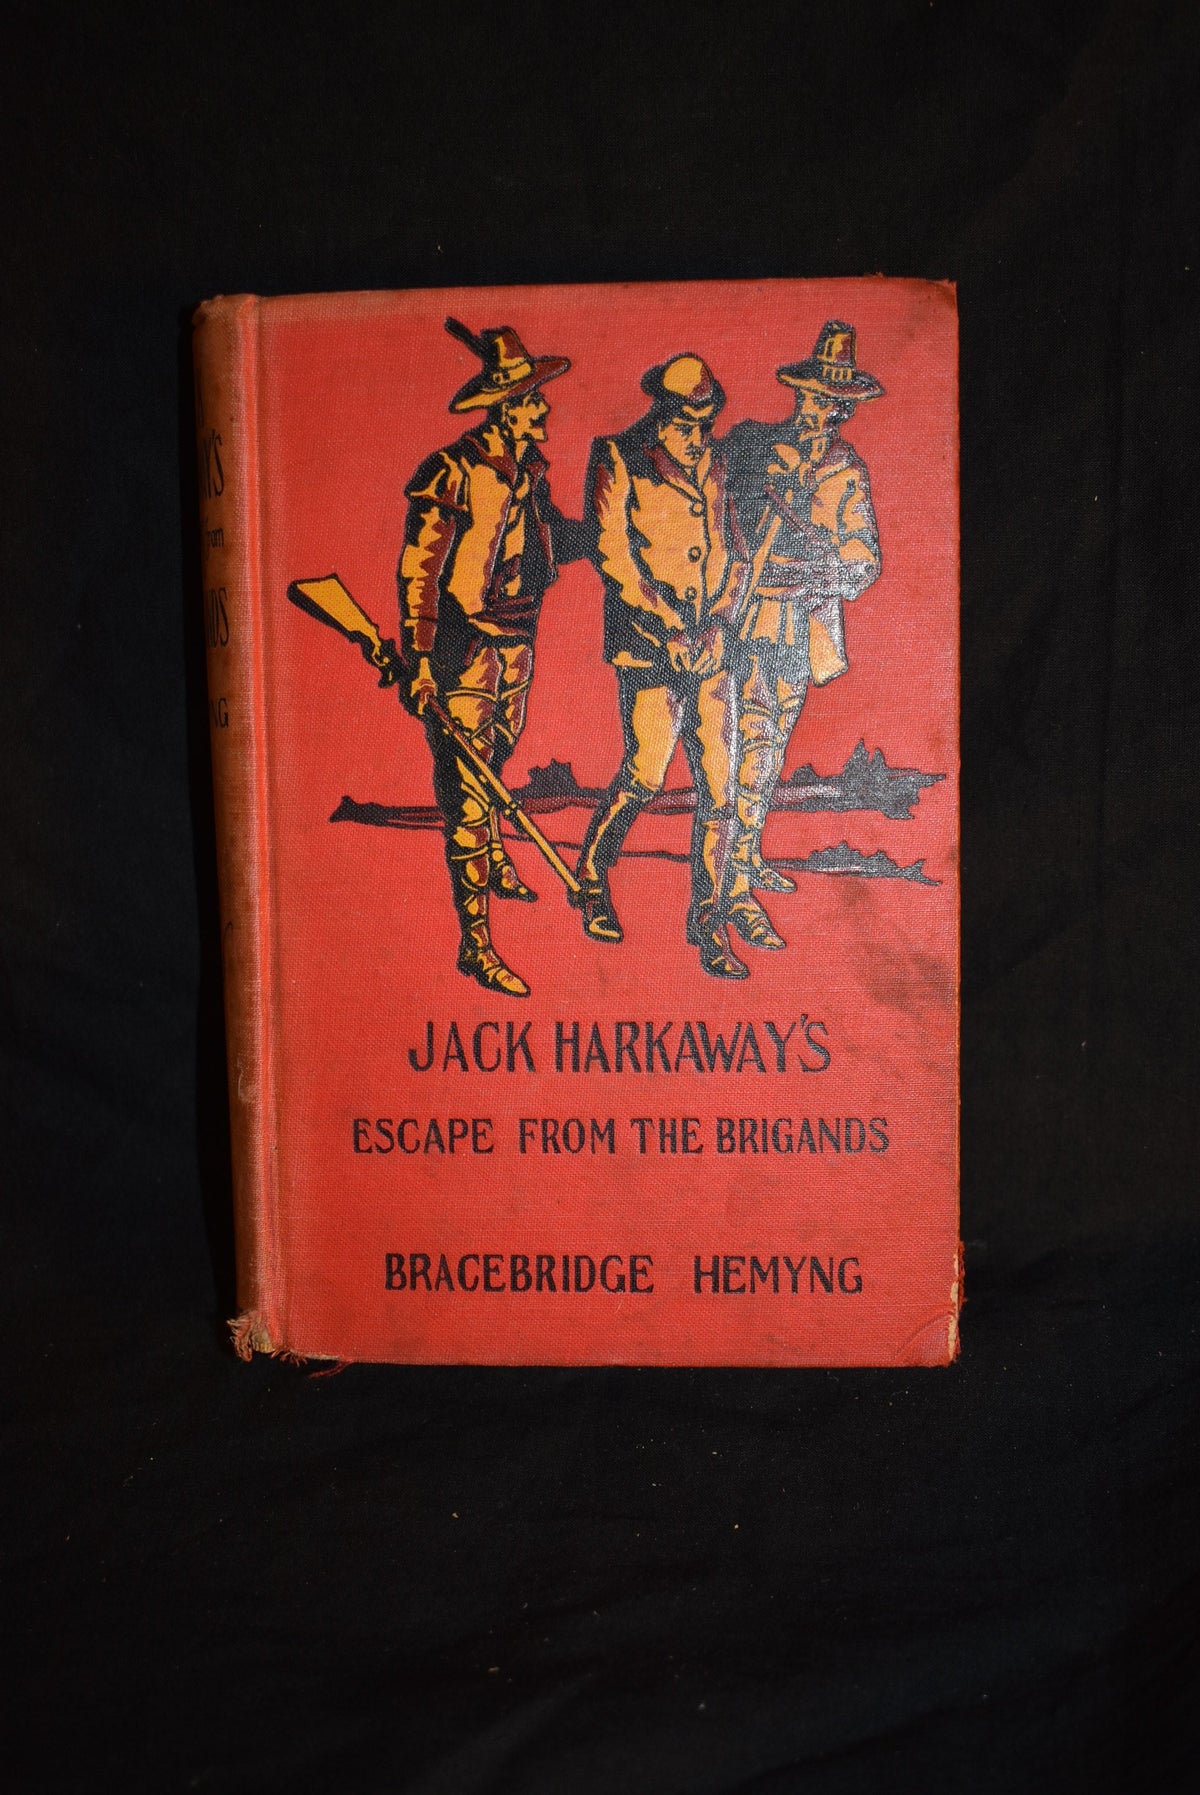 JACK HARKAWAY'S
ESCAPE FROM THE BRIGANDS
BRACEBRIDGE HEMYNG